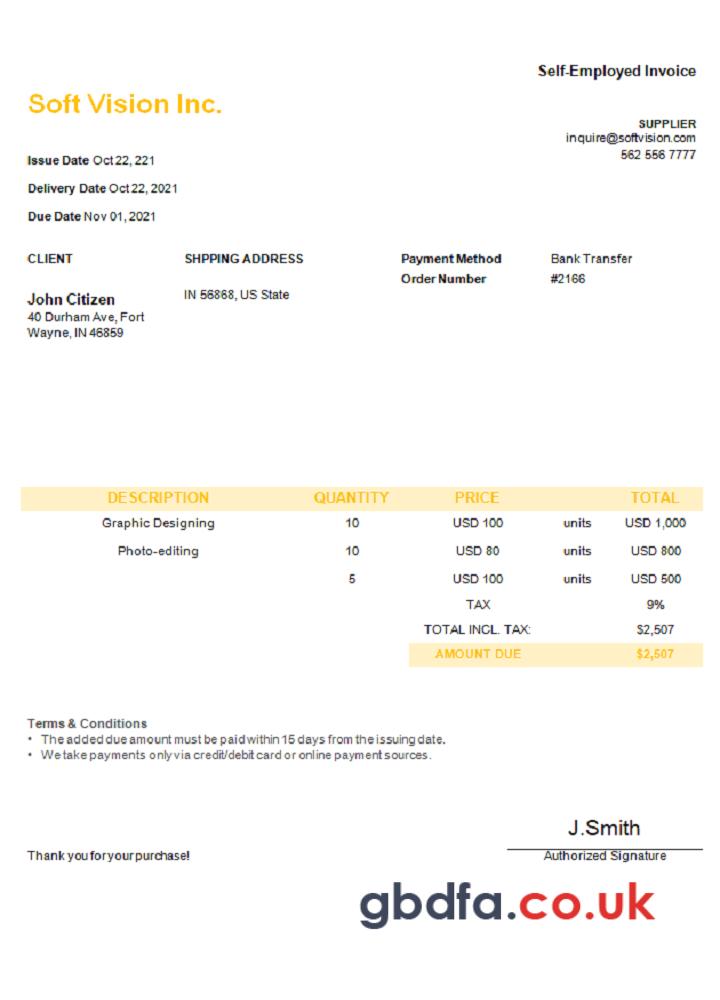 Self-Employed Invoice
Soft Vision Inc.
SUPPLIER
inquire@softvision.com
562 556 7777
Issue Date Oct 22, 221
Delivery Date Oct 22, 2021
Due Date Nov 01, 2021
CLIENT SHPPING ADDRESS Payment Method Bank Transfer
Order Number #2166
John Citizen IN 56868, US State
40 Durham Ave, Fort
Wayne, IN 46859
DESCRIPTION QUANTITY PRICE TOTAL
Graphic Designing 10 USD 100 units USD 1,000
Photo-editing 10 USD 80 units USD 800
5 USD 100 units USD 500
TAX 9%
TOTAL INCL. TAX: $2,507
AMOUNT DUE $2,507
Terms & Conditions
• The added due amount must be paid within 15 days from the issuing date.
• We take payments only via credit/debit card or online payment sources.
J.Smith
Thank you for your purchase! Authorized Signature
gbdfa.co.uk